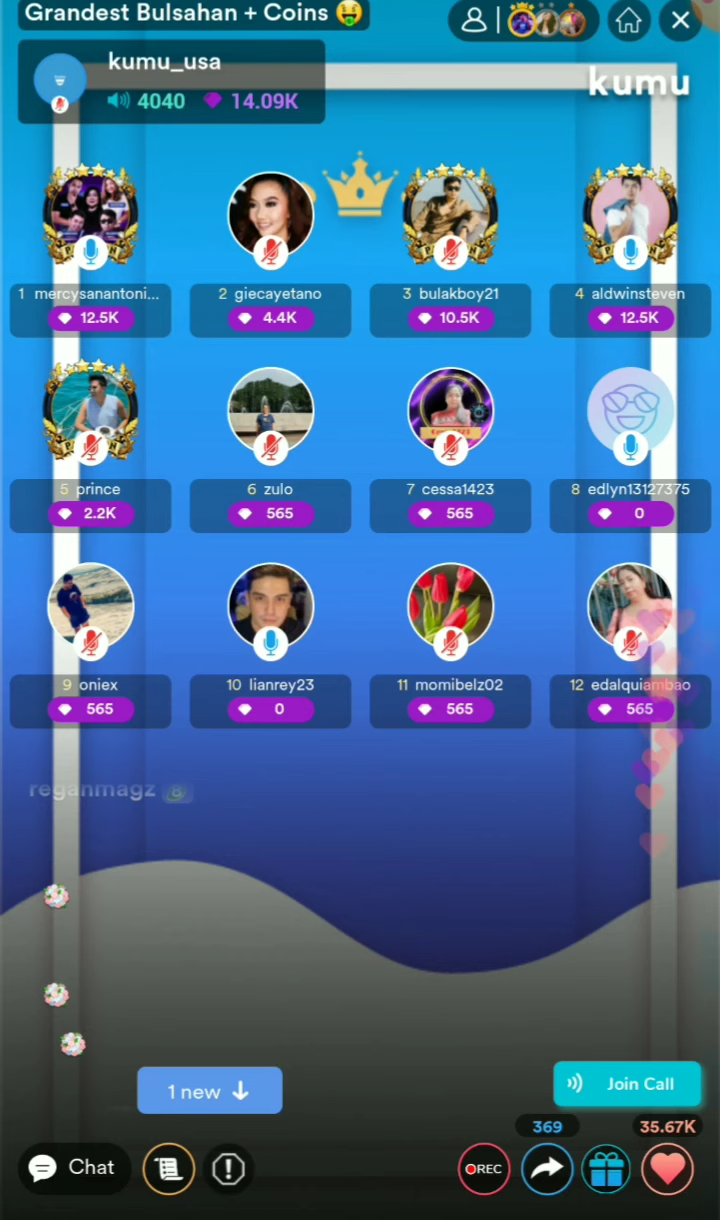 Grandest Bulsahan + Coins 🤑
kumu_usa
4040 14.09K
kumu
1 mercysanantoni...
12.5K
2 giecayetano
4.4K
3 bulakboy21
10.5K
4 aldwinsteven
12.5K
5 prince
2.2K
6 zulo
565
7 cessa1423
565
8 edlyn13127375
0
9 oniex
565
10 lianrey23
0
11 momibelz02
565
12 edalquiambao
565
reganmagz 8
1 new ↓
Join Call
369
35.67K
Chat
REC